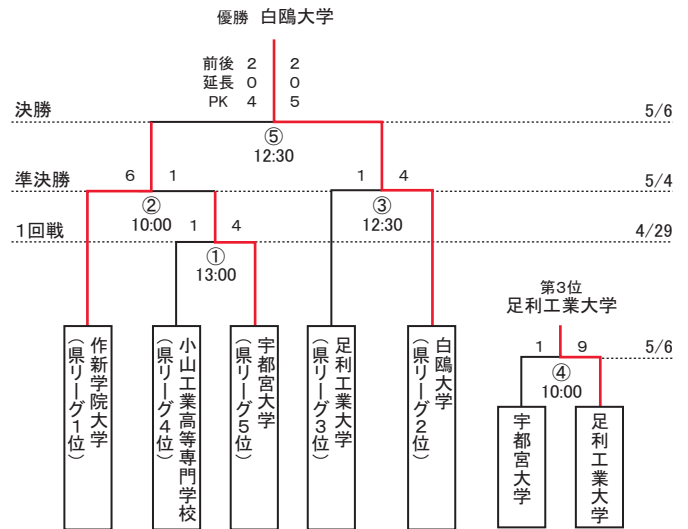 優勝 白鴎大学
前後 2 2
延長 0 0
PK 4 5
決勝 5/6
⑤
12:30
準決勝 6 1 1 4 5/4
②
10:00
③
12:30
1回戦 1 4 4/29
①
13:00
第3位
足利工業大学
1 9 5/6
④
10:00
作新学院大学
（県リーグ1位）
小山工業高等専門学校
（県リーグ4位）
宇都宮大学
（県リーグ5位）
足利工業大学
（県リーグ3位）
白鴎大学
（県リーグ2位）
宇都宮大学
足利工業大学